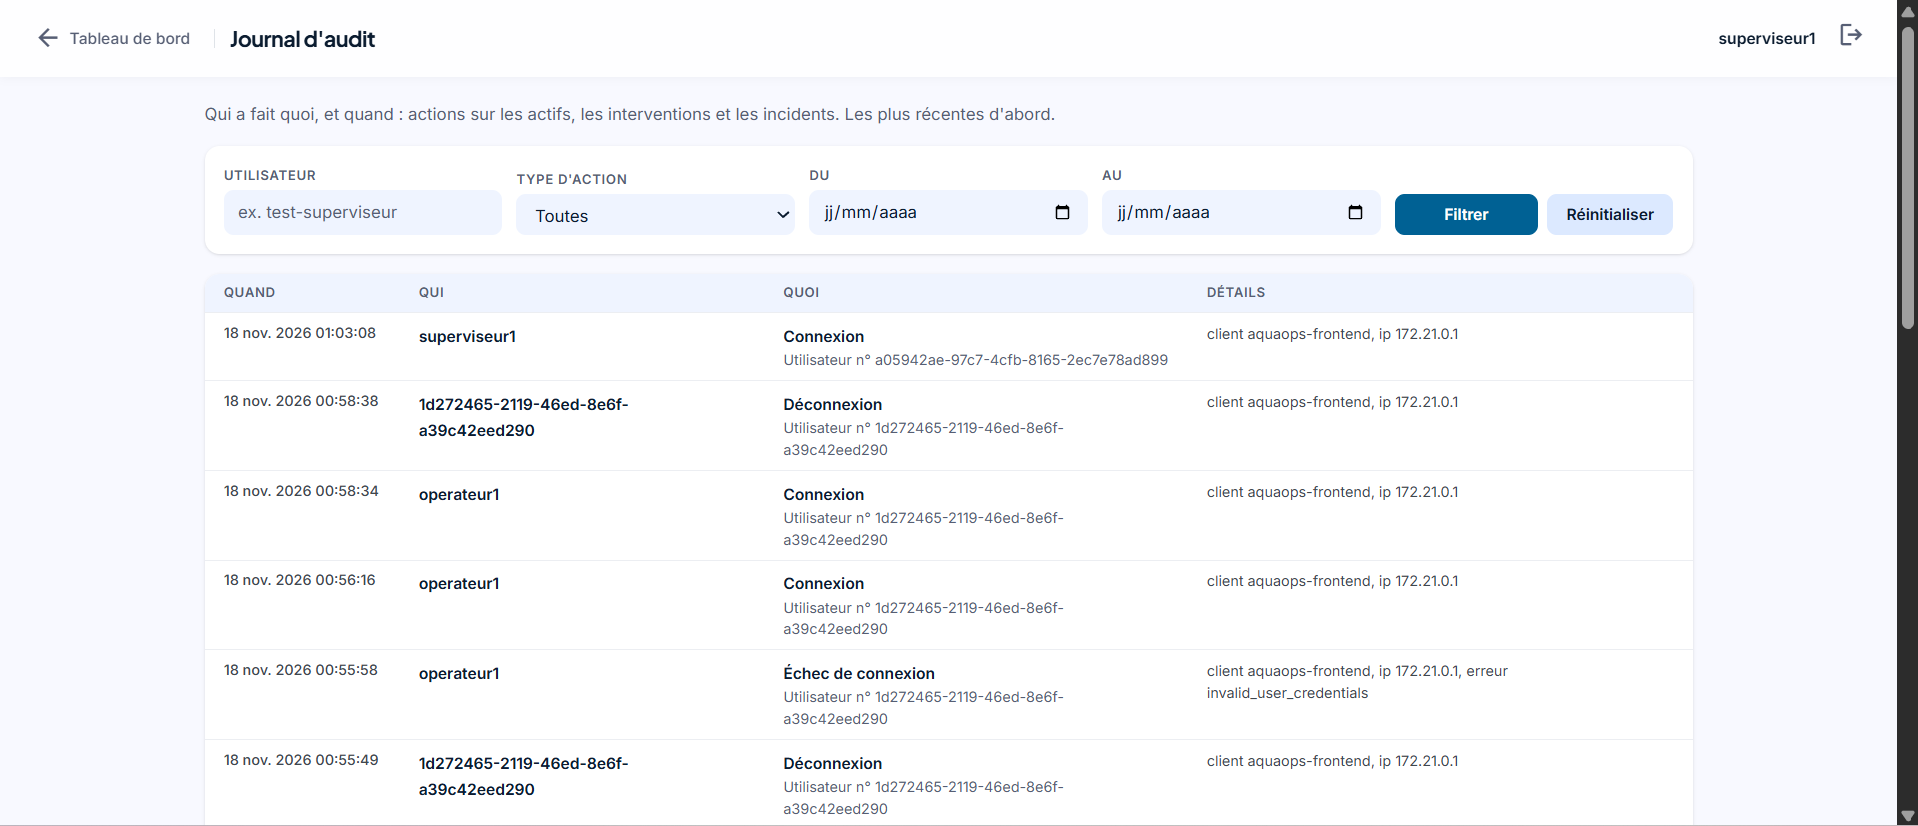 Tableau de bord
Journal d'audit
superviseur1
Qui a fait quoi, et quand : actions sur les actifs, les interventions et les incidents. Les plus récentes d'abord.
UTILISATEUR
TYPE D'ACTION
DU
AU
ex. test-superviseur
Toutes
jj/mm/aaaa
jj/mm/aaaa
Filtrer
Réinitialiser
QUAND QUI QUOI DÉTAILS
18 nov. 2026 01:03:08
superviseur1
Connexion
Utilisateur n° a05942ae-97c7-4cfb-8165-2ec7e78ad899
client aquaops-frontend, ip 172.21.0.1
18 nov. 2026 00:58:38
1d272465-2119-46ed-8e6f-
a39c42eed290
Déconnexion
Utilisateur n° 1d272465-2119-46ed-8e6f-
a39c42eed290
client aquaops-frontend, ip 172.21.0.1
18 nov. 2026 00:58:34
operateur1
Connexion
Utilisateur n° 1d272465-2119-46ed-8e6f-
a39c42eed290
client aquaops-frontend, ip 172.21.0.1
18 nov. 2026 00:56:16
operateur1
Connexion
Utilisateur n° 1d272465-2119-46ed-8e6f-
a39c42eed290
client aquaops-frontend, ip 172.21.0.1
18 nov. 2026 00:55:58
operateur1
Échec de connexion
Utilisateur n° 1d272465-2119-46ed-8e6f-
a39c42eed290
client aquaops-frontend, ip 172.21.0.1, erreur
invalid_user_credentials
18 nov. 2026 00:55:49
1d272465-2119-46ed-8e6f-
a39c42eed290
Déconnexion
Utilisateur n° 1d272465-2119-46ed-8e6f-
a39c42eed290
client aquaops-frontend, ip 172.21.0.1